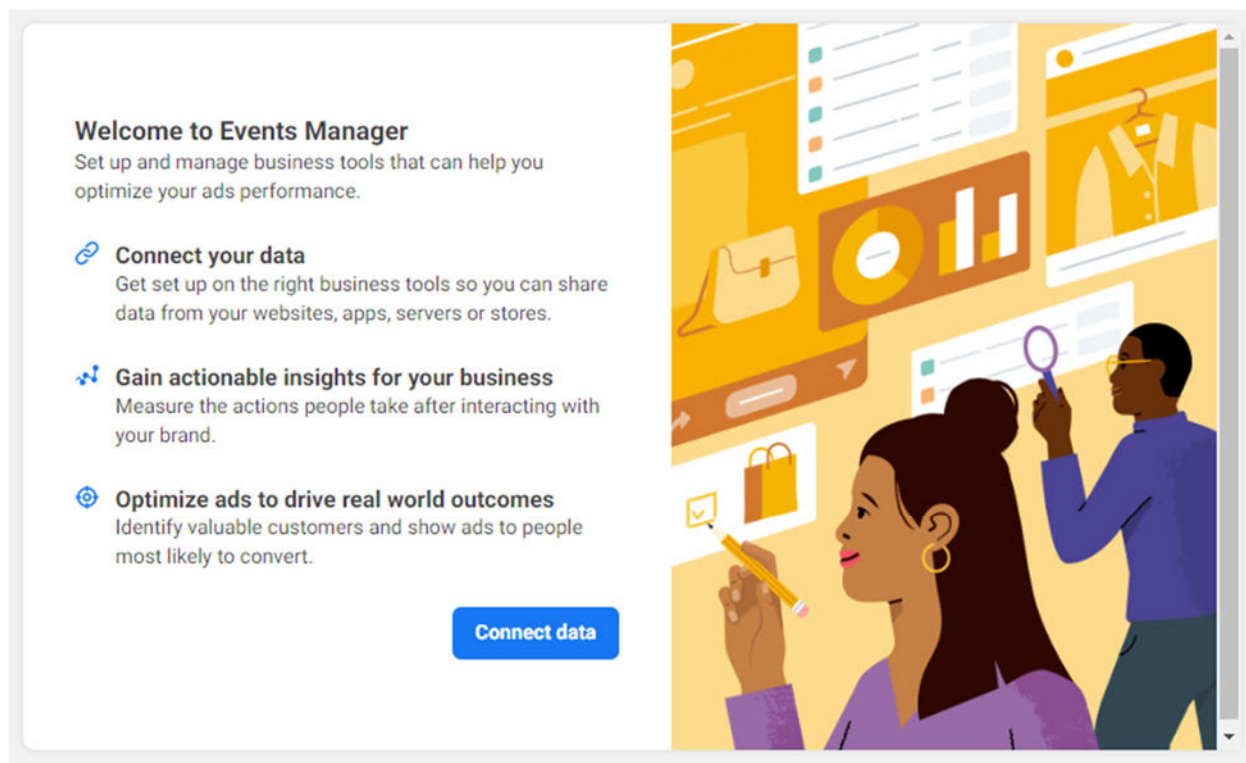 Welcome to Events Manager
Set up and manage business tools that can help you
optimize your ads performance.
Connect your data
Get set up on the right business tools so you can share
data from your websites, apps, servers or stores.
Gain actionable insights for your business
Measure the actions people take after interacting with
your brand.
Optimize ads to drive real world outcomes
Identify valuable customers and show ads to people
most likely to convert.
Connect data